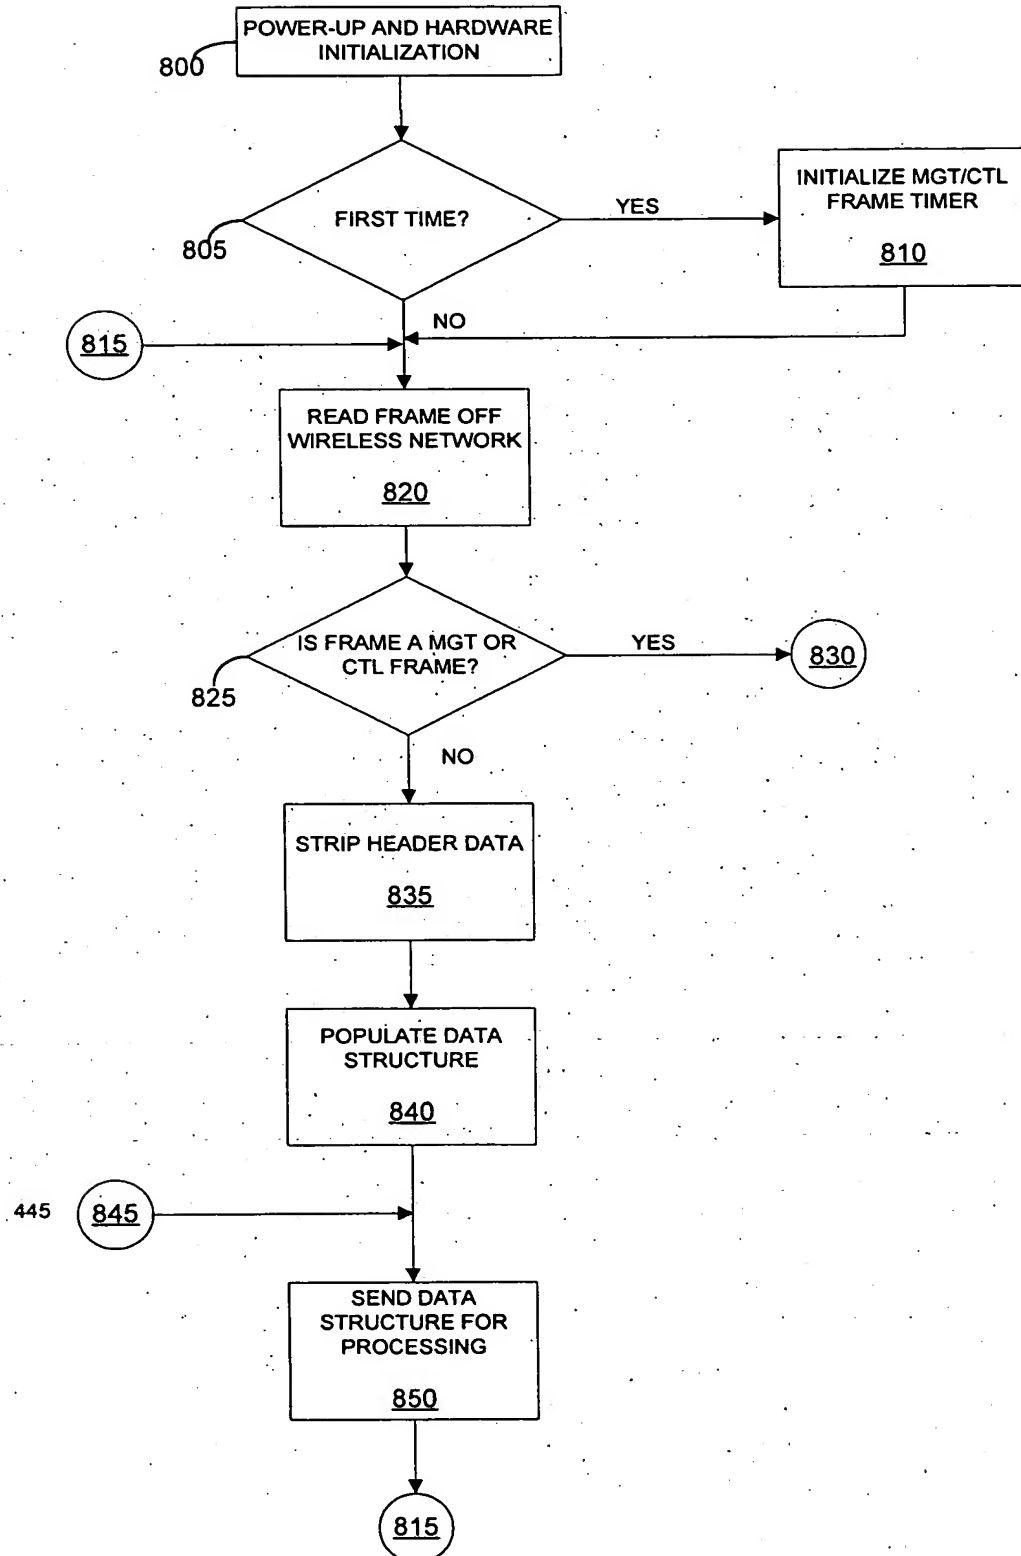 POWER-UP AND HARDWARE
INITIALIZATION
800
FIRST TIME?
805
YES
INITIALIZE MGT/CTL
FRAME TIMER
810
NO
815
READ FRAME OFF
WIRELESS NETWORK
820
IS FRAME A MGT OR
CTL FRAME?
825
YES
830
NO
STRIP HEADER DATA
835
POPULATE DATA
STRUCTURE
840
445
845
SEND DATA
STRUCTURE FOR
PROCESSING
850
815